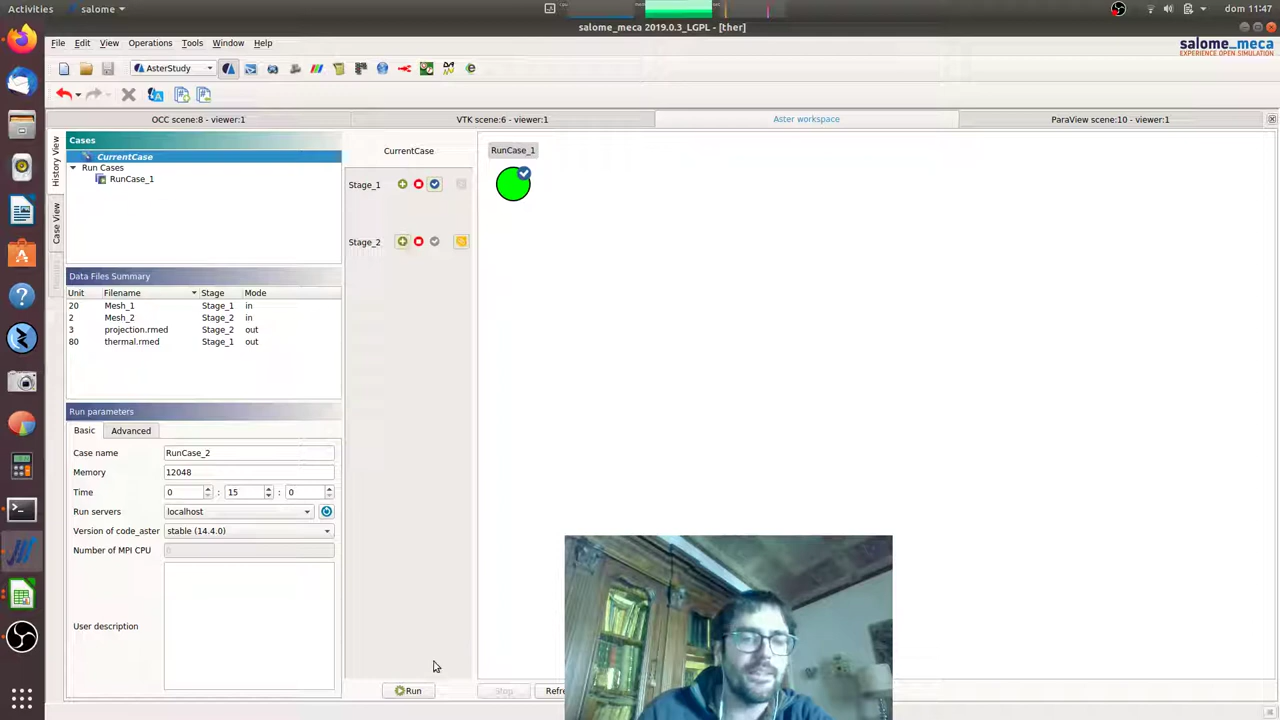 Activities salome dom 11:47
salome_meca 2019.0.3_LGPL - [ther]
File Edit View Operations Tools Window Help
salome_meca
EXPERIENCE OPEN SIMULATION
AsterStudy
OCC scene:8 - viewer:1 VTK scene:6 - viewer:1 Aster workspace ParaView scene:10 - viewer:1
History View
Case View
Cases
CurrentCase
Run Cases
RunCase_1
CurrentCase
RunCase_1
Stage_1
Stage_2
Data Files Summary
Unit Filename Stage Mode
20 Mesh_1 Stage_1 in
2 Mesh_2 Stage_2 in
3 projection.rmed Stage_2 out
80 thermal.rmed Stage_1 out
Run parameters
Basic Advanced
Case name RunCase_2
Memory 12048
Time 0 : 15 : 0
Run servers localhost
Version of code_aster stable (14.4.0)
Number of MPI CPU 0
User description
Run Stop Refre